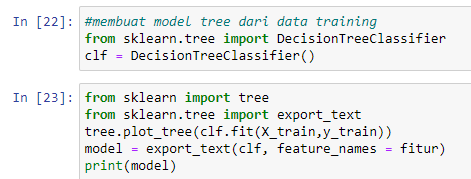 In [22]: #membuat model tree dari data training
from sklearn.tree import DecisionTreeClassifier
clf = DecisionTreeClassifier()
In [23]: from sklearn import tree
from sklearn.tree import export_text
tree.plot_tree(clf.fit(X_train,y_train))
model = export_text(clf, feature_names = fitur)
print(model)